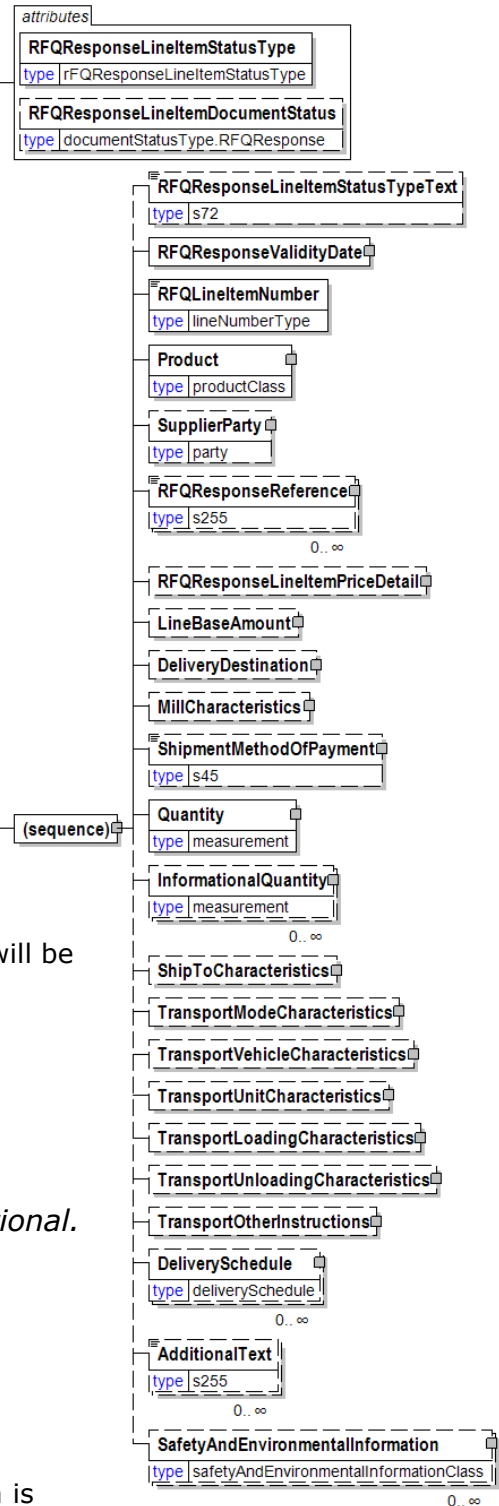 attributes
RFQResponseLineItemStatusType
type rFQResponseLineItemStatusType
RFQResponseLineItemDocumentStatus
type documentStatusType.RFQResponse
RFQResponseLineItemStatusTypeText
type s72
RFQResponseValidityDate
RFQLineItemNumber
type lineNumberType
Product
type productClass
SupplierParty
type party
RFQResponseReference
type s255
0.. ∞
RFQResponseLineItemPriceDetail
LineBaseAmount
DeliveryDestination
MillCharacteristics
ShipmentMethodOfPayment
type s45
(sequence)
Quantity
type measurement
InformationalQuantity
type measurement
0.. ∞
will be
ShipToCharacteristics
TransportModeCharacteristics
TransportVehicleCharacteristics
TransportUnitCharacteristics
TransportLoadingCharacteristics
TransportUnloadingCharacteristics
tional.
TransportOtherInstructions
DeliverySchedule
type deliverySchedule
0.. ∞
AdditionalText
type s255
0.. ∞
SafetyAndEnvironmentalInformation
type safetyAndEnvironmentalInformationClass
is
0.. ∞